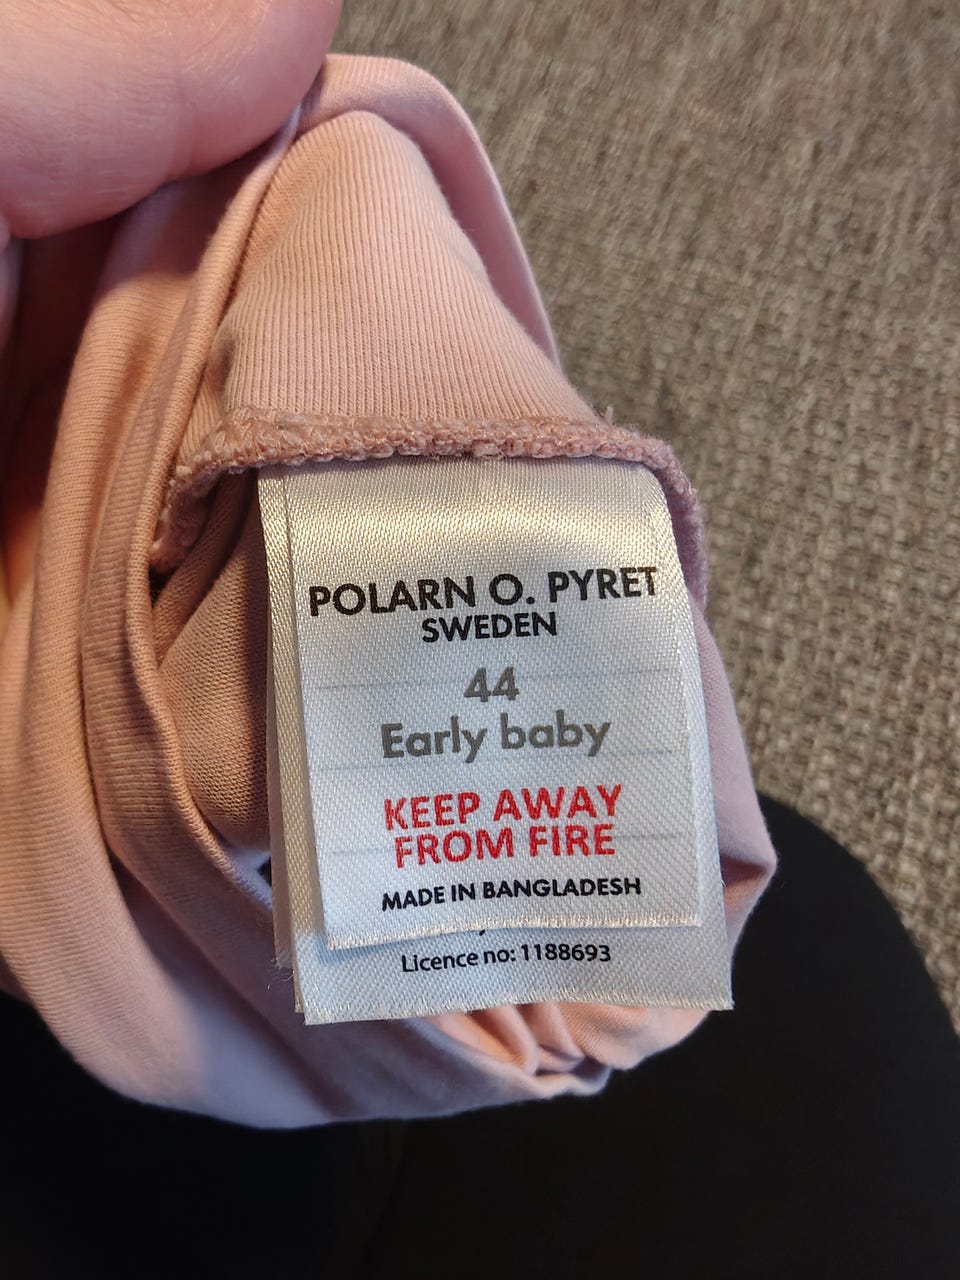 POLARN O. PYRET
SWEDEN
44
Early baby
KEEP AWAY
FROM FIRE
MADE IN BANGLADESH
Licence no: 1188693